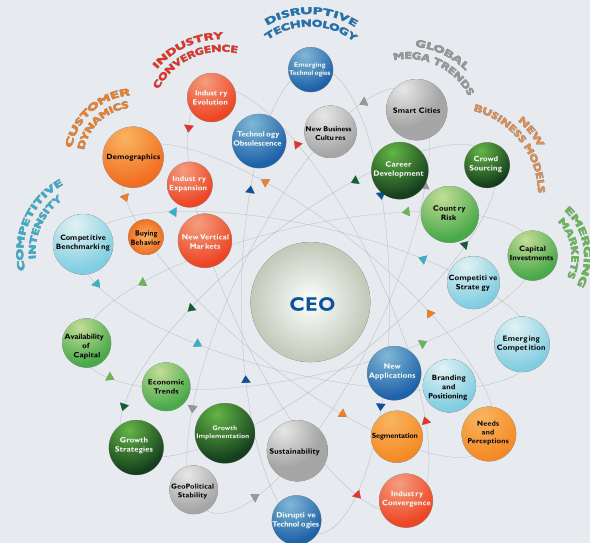 DISRUPTIVE
TECHNOLOGY
INDUSTRY
CONVERGENCE
GLOBAL
MEGA TRENDS
CUSTOMER
DYNAMICS
NEW
BUSINESS MODELS
COMPETITIVE
INTENSITY
EMERGING
MARKETS
Emerging
Technologies
Industry
Evolution
Smart Cities
Technology
Obsolescence
New Business
Cultures
Demographics
Career
Development
Crowd
Sourcing
Industry
Expansion
Country
Risk
Competitive
Benchmarking
Buying
Behavior
New Vertical
Markets
Capital
Investments
Competitive
Strategy
CEO
Availability
of
Capital
Emerging
Competition
Economic
Trends
New
Applications
Branding
and
Positioning
Growth
Strategies
Growth
Implementation
Sustainability
Segmentation
Needs
and
Perceptions
GeoPolitical
Stability
Industry
Convergence
Disruptive
Technologies